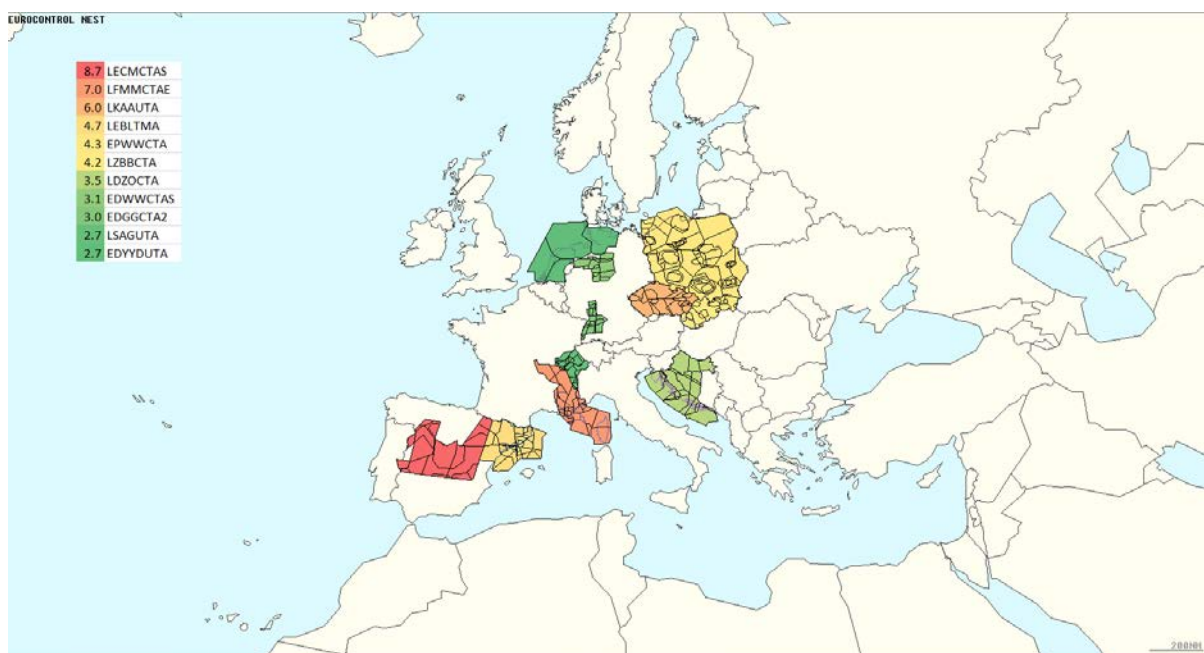 EUROCONTROL NEST
8.7 LECMCTAS
7.0 LFMMCTAE
6.0 LKAAUTA
4.7 LEBLTMA
4.3 EPWWCTA
4.2 LZBBCTA
3.5 LDZOCTA
3.1 EDWWCTAS
3.0 EDGGCTA2
2.7 LSAGUTA
2.7 EDYYDUTA
200NM